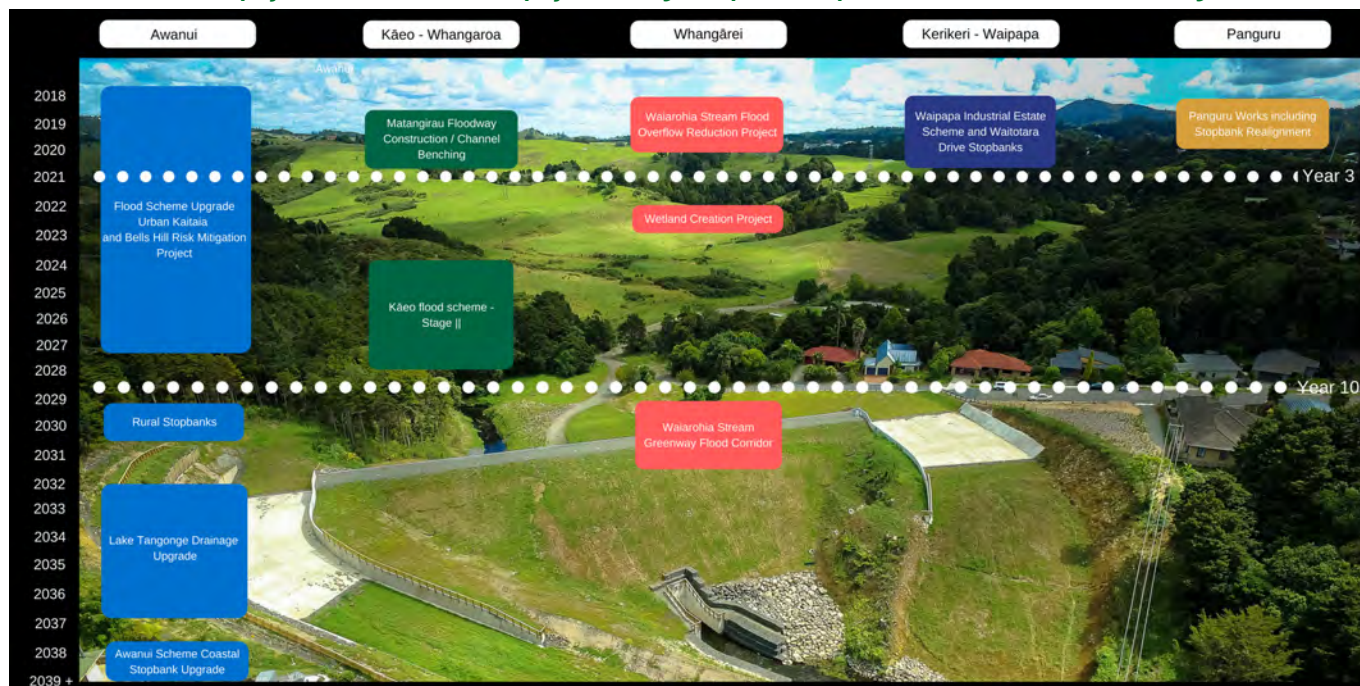 Awanui
Kāeo - Whangaroa
Whangārei
Kerikeri - Waipapa
Panguru
Awanui
2018
2019
2020
2021
2022
2023
2024
2025
2026
2027
2028
2029
2030
2031
2032
2033
2034
2035
2036
2037
2038
2039 +
Flood Scheme Upgrade
Urban Kaitaia
and Bells Hill Risk Mitigation
Project
Rural Stopbanks
Lake Tangonge Drainage
Upgrade
Awanui Scheme Coastal
Stopbank Upgrade
Matangirau Floodway
Construction / Channel
Benching
Kāeo flood scheme -
Stage ||
Waiarohia Stream Flood
Overflow Reduction Project
Wetland Creation Project
Waiarohia Stream
Greenway Flood Corridor
Waipapa Industrial Estate
Scheme and Waitotara
Drive Stopbanks
Panguru Works including
Stopbank Realignment
Year 3
Year 10